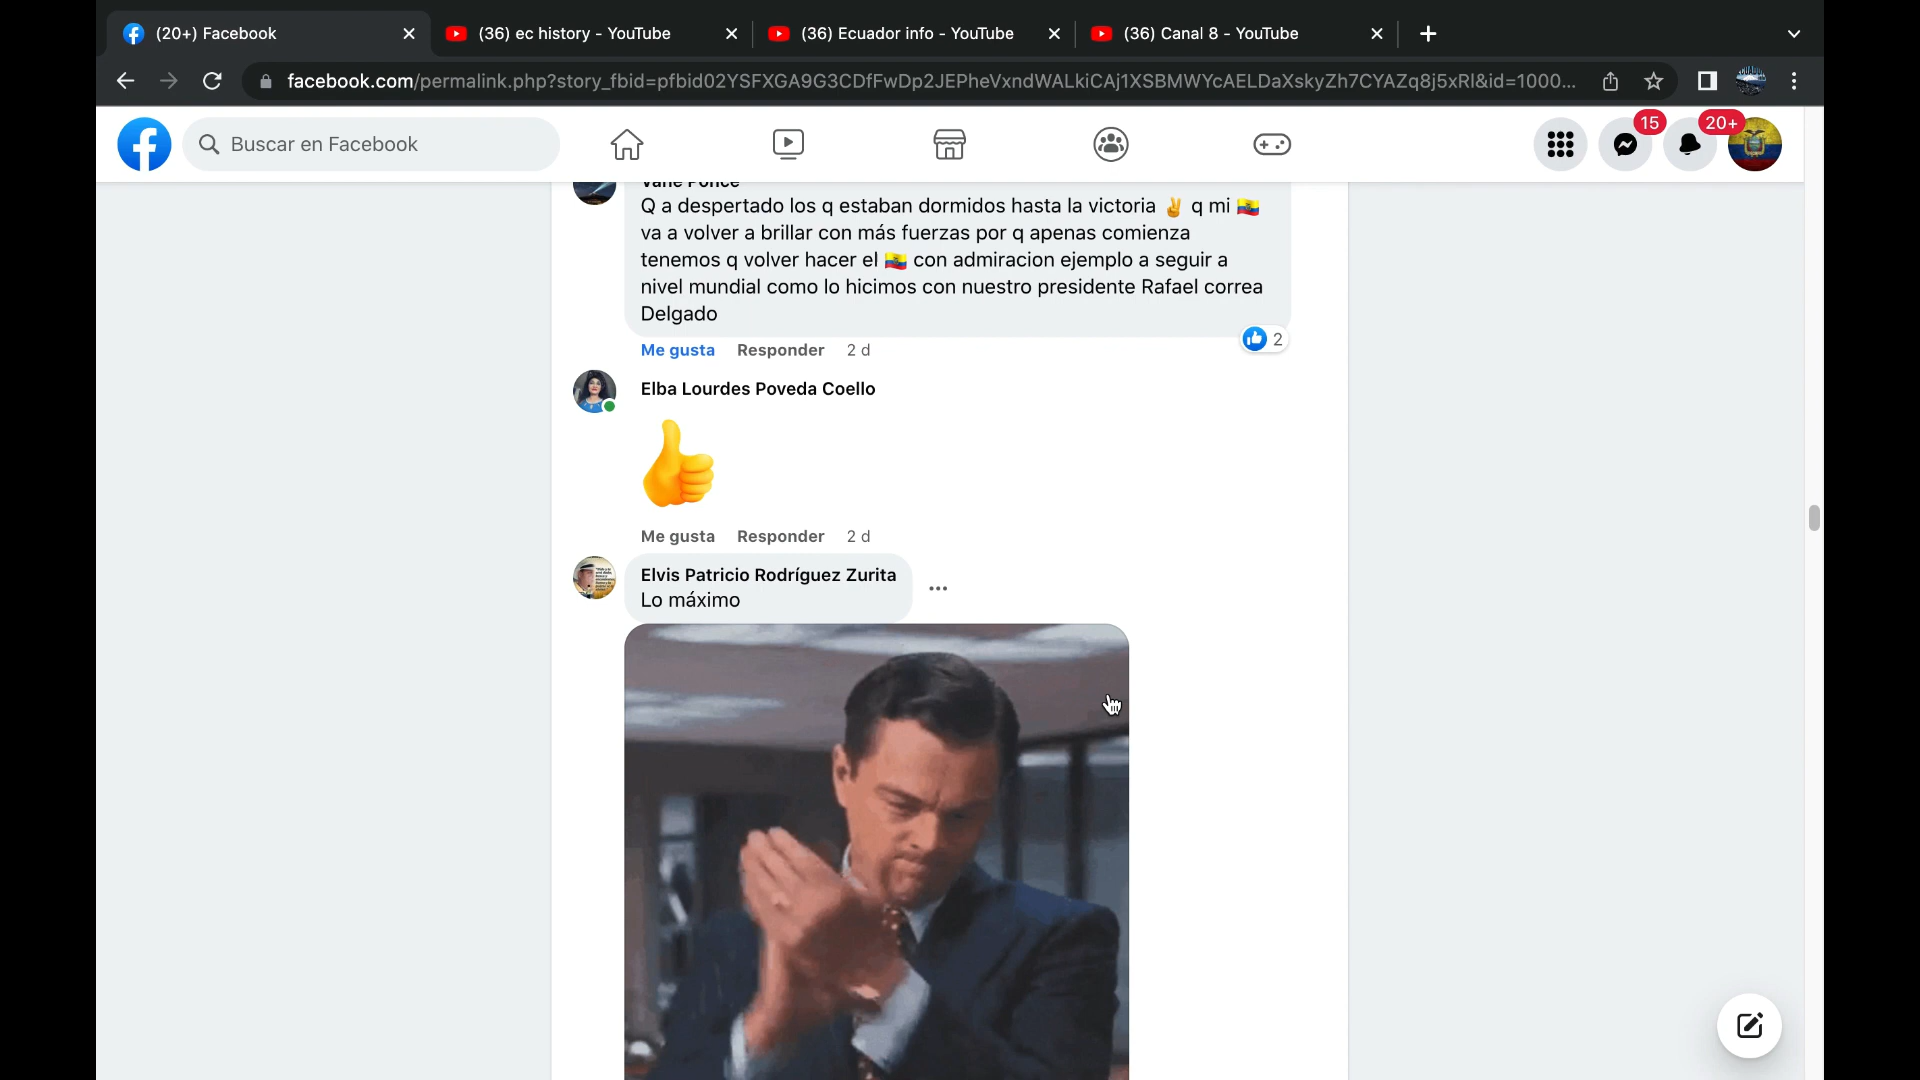 (20+) Facebook
(36) ec history - YouTube
(36) Ecuador info - YouTube
(36) Canal 8 - YouTube
facebook.com/permalink.php?story_fbid=pfbid02YSFXGA9G3CDfFwDp2JEPheVxndWALkiCAj1XSBMWYcAELDaXskyZh7CYAZq8j5xRl&id=1000...
Buscar en Facebook
15
20+
Vane Ponce
Q a despertado los q estaban dormidos hasta la victoria ✌️ q mi 🇪🇨
va a volver a brillar con más fuerzas por q apenas comienza
tenemos q volver hacer el 🇪🇨 con admiracion ejemplo a seguir a
nivel mundial como lo hicimos con nuestro presidente Rafael correa
Delgado
2
Me gusta Responder 2 d
Elba Lourdes Poveda Coello
👍
Me gusta Responder 2 d
Elvis Patricio Rodríguez Zurita
Lo máximo